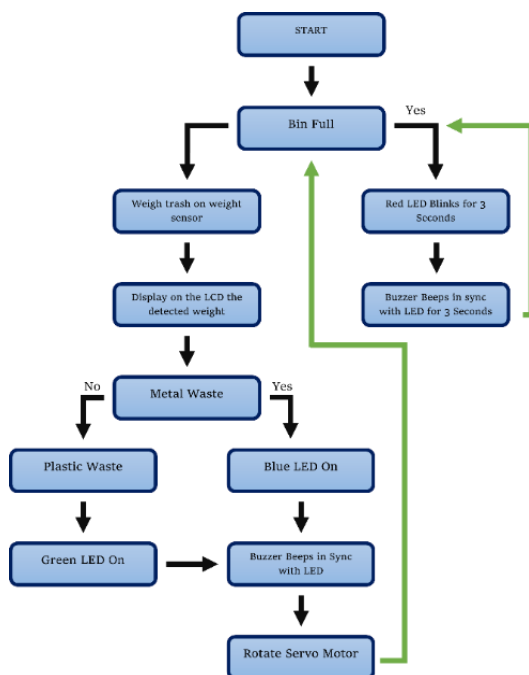 START
Yes
Bin Full
Weigh trash on weight
sensor
Red LED Blinks for 3
Seconds
Display on the LCD the
detected weight
Buzzer Beeps in sync
with LED for 3 Seconds
No
Metal Waste
Yes
Plastic Waste
Blue LED On
Green LED On
Buzzer Beeps in Sync
with LED
Rotate Servo Motor